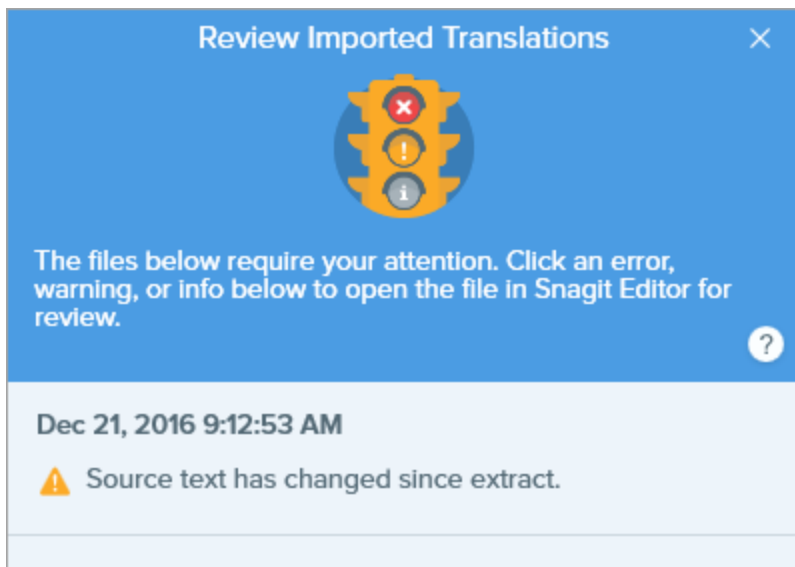 Review Imported Translations
The files below require your attention. Click an error,
warning, or info below to open the file in Snagit Editor for
review.
?
Dec 21, 2016 9:12:53 AM
Source text has changed since extract.